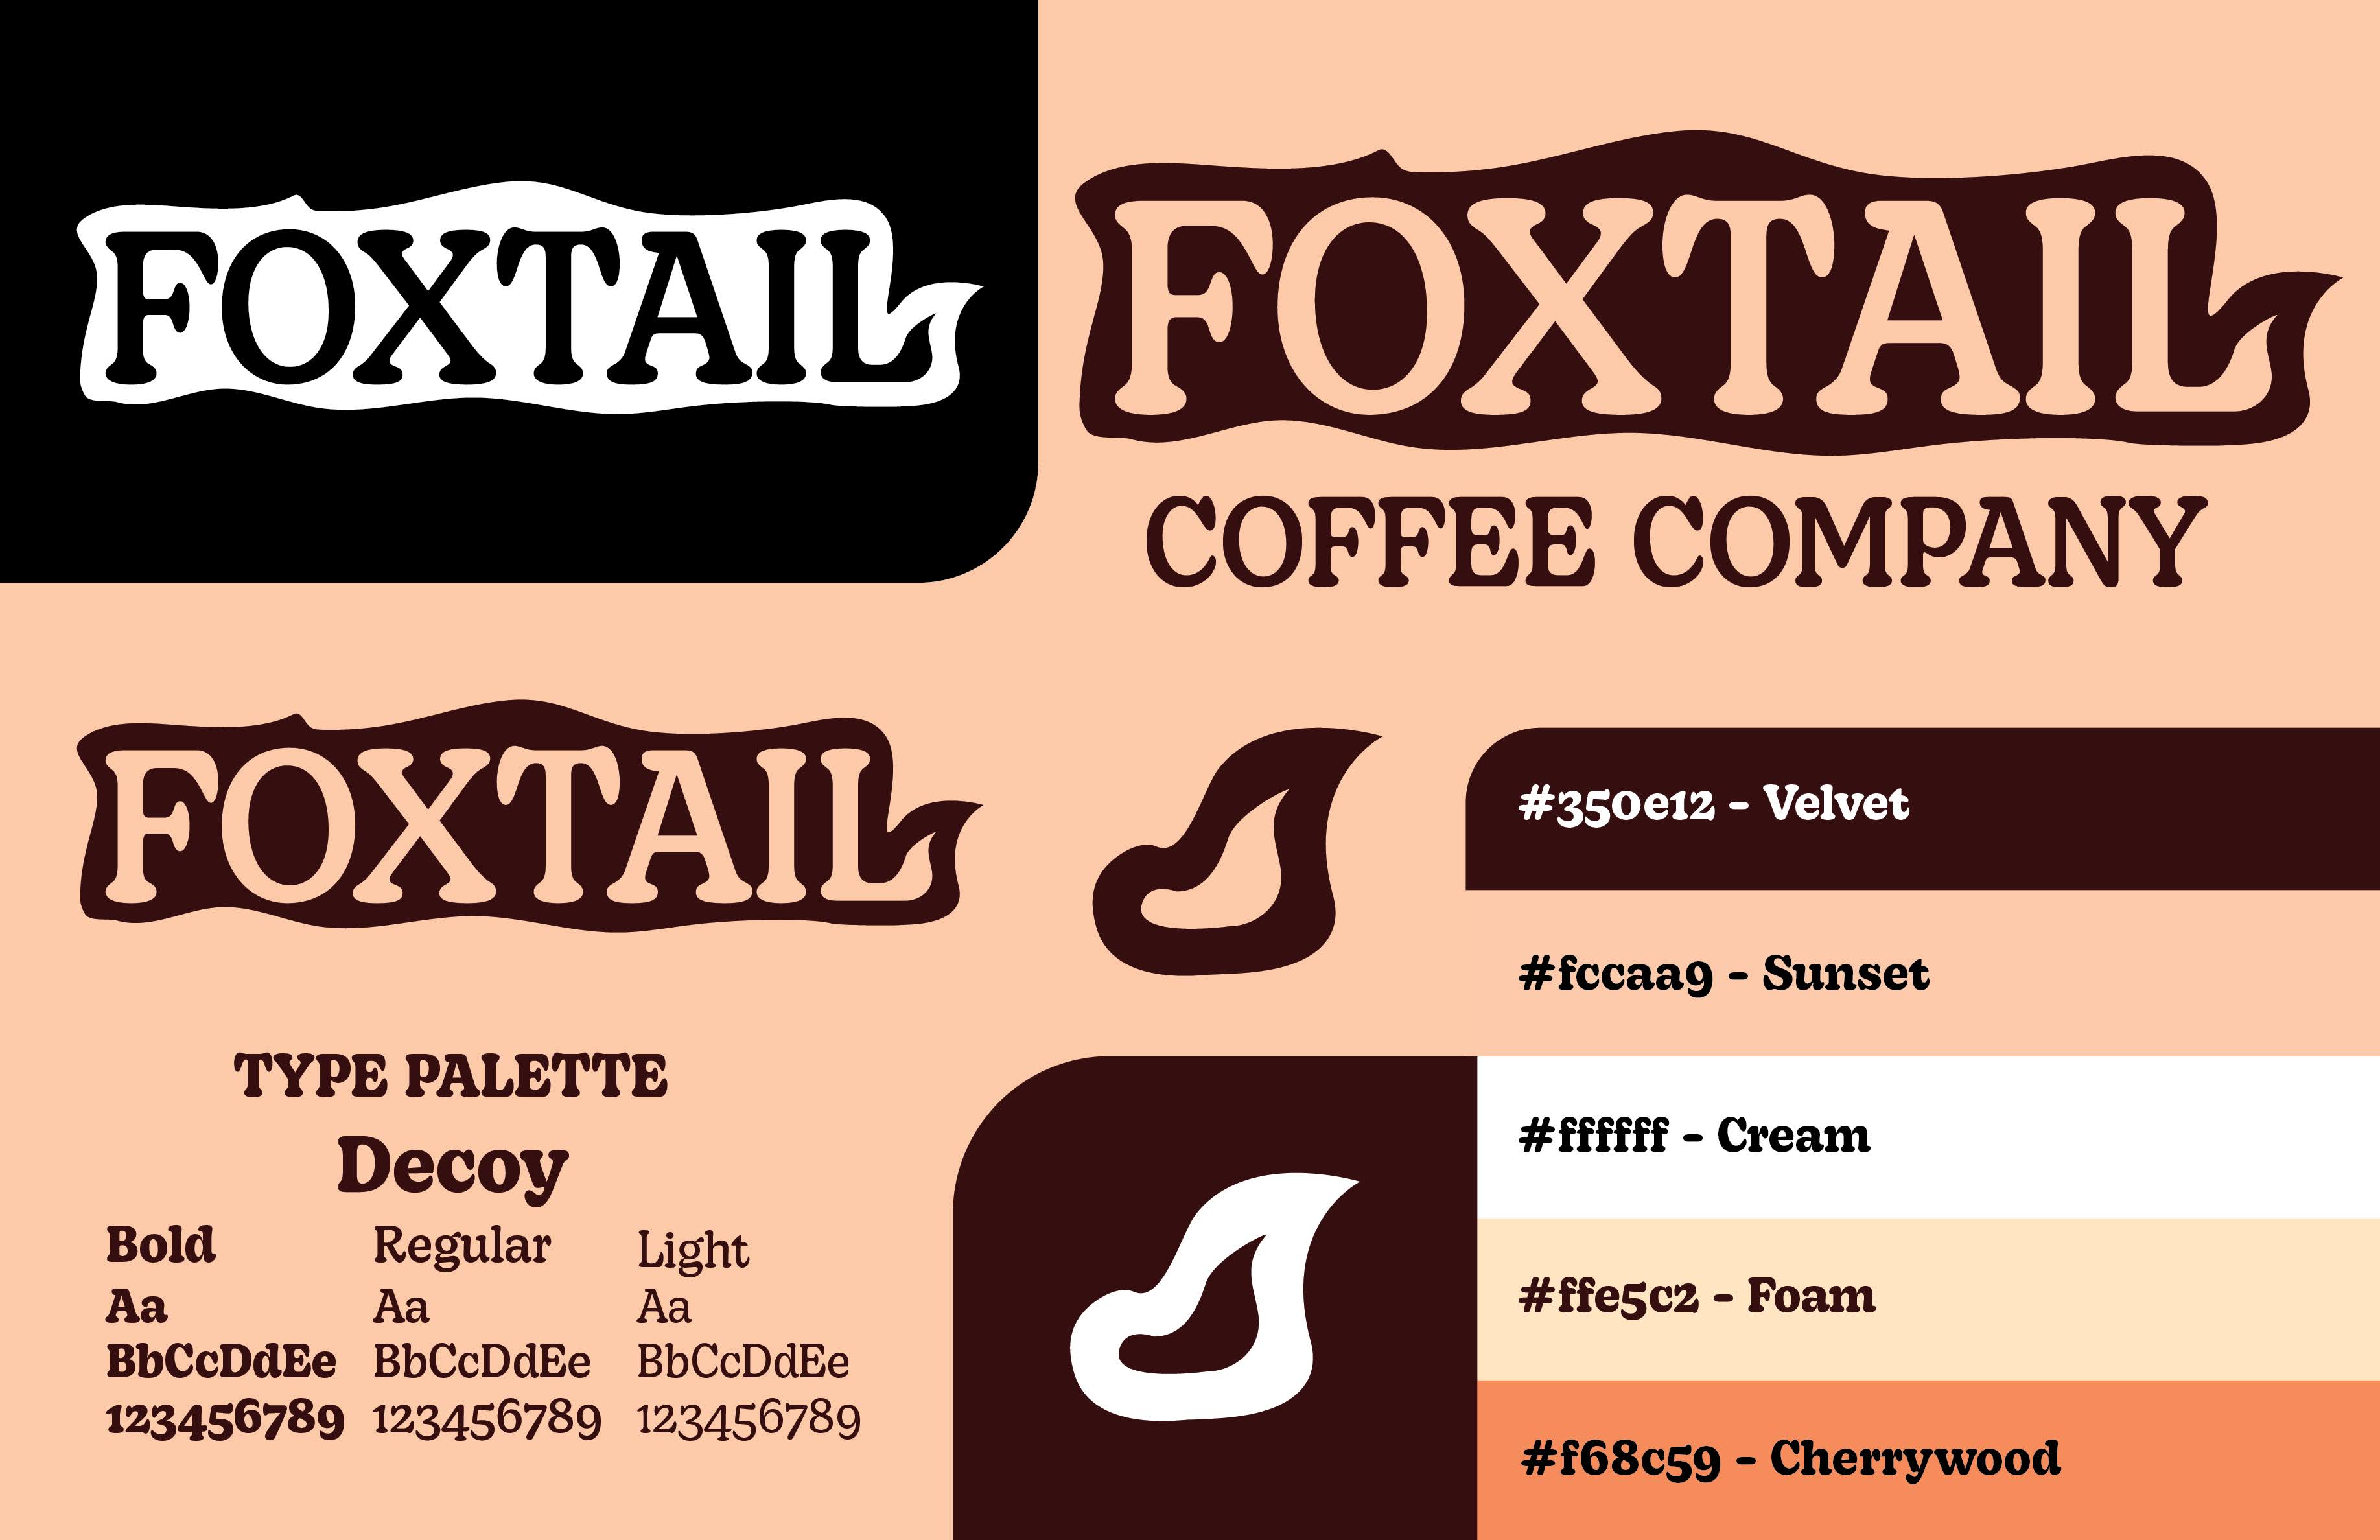 FOXTAIL
FOXTAIL
COFFEE COMPANY
FOXTAIL
#350e12 - Velvet
#fccaa9 - Sunset
#ffffff - Cream
#ffe5c2 - Foam
#f68c59 - Cherrywood
TYPE PALETTE
Decoy
Bold
Aa
BbCcDdEe
123456789
Regular
Aa
BbCcDdEe
123456789
Light
Aa
BbCcDdEe
123456789